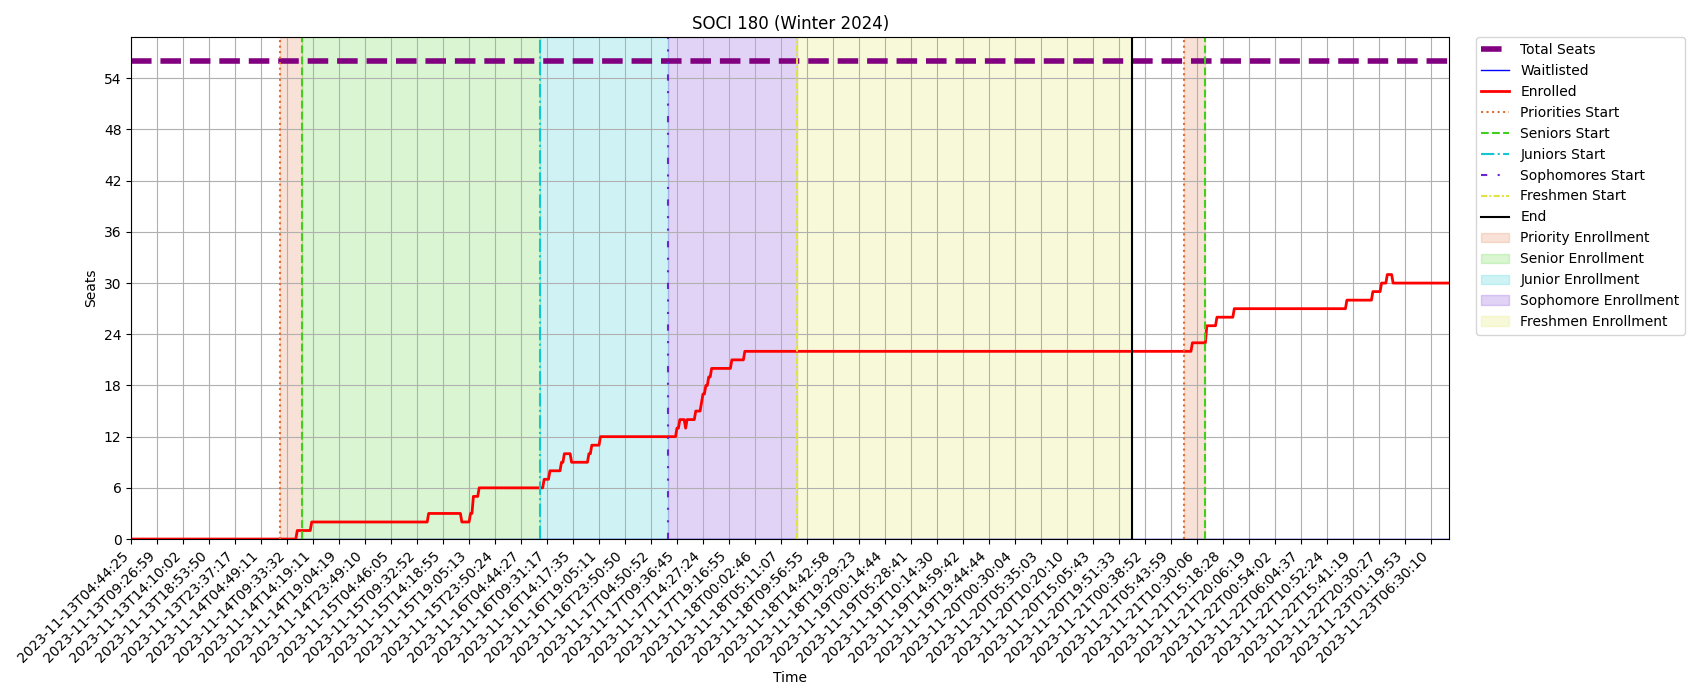 SOCI 180 (Winter 2024)
Total Seats
Waitlisted
Enrolled
Priorities Start
Seniors Start
Juniors Start
Sophomores Start
Freshmen Start
End
Priority Enrollment
Senior Enrollment
Junior Enrollment
Sophomore Enrollment
Freshmen Enrollment
Seats
54
48
42
36
30
24
18
12
6
0
2023-11-13T04:44:25
2023-11-13T09:26:59
2023-11-13T14:10:02
2023-11-13T18:53:50
2023-11-13T23:37:17
2023-11-14T04:49:11
2023-11-14T09:33:32
2023-11-14T14:19:11
2023-11-14T19:04:19
2023-11-14T23:49:10
2023-11-15T04:46:05
2023-11-15T09:32:52
2023-11-15T14:18:55
2023-11-15T19:05:13
2023-11-15T23:50:24
2023-11-16T04:44:27
2023-11-16T09:31:17
2023-11-16T14:17:35
2023-11-16T19:05:11
2023-11-16T23:50:50
2023-11-17T04:50:52
2023-11-17T09:36:45
2023-11-17T14:27:24
2023-11-17T19:16:55
2023-11-18T00:02:46
2023-11-18T05:11:07
2023-11-18T09:56:55
2023-11-18T14:42:58
2023-11-18T19:29:23
2023-11-19T00:14:44
2023-11-19T05:28:41
2023-11-19T10:14:30
2023-11-19T14:59:42
2023-11-19T19:44:44
2023-11-20T00:30:04
2023-11-20T05:35:03
2023-11-20T10:20:10
2023-11-20T15:05:43
2023-11-20T19:51:33
2023-11-21T00:38:52
2023-11-21T05:43:59
2023-11-21T10:30:06
2023-11-21T15:18:28
2023-11-21T20:06:19
2023-11-22T00:54:02
2023-11-22T06:04:37
2023-11-22T10:52:24
2023-11-22T15:41:19
2023-11-22T20:30:27
2023-11-23T01:19:53
2023-11-23T06:30:10
Time